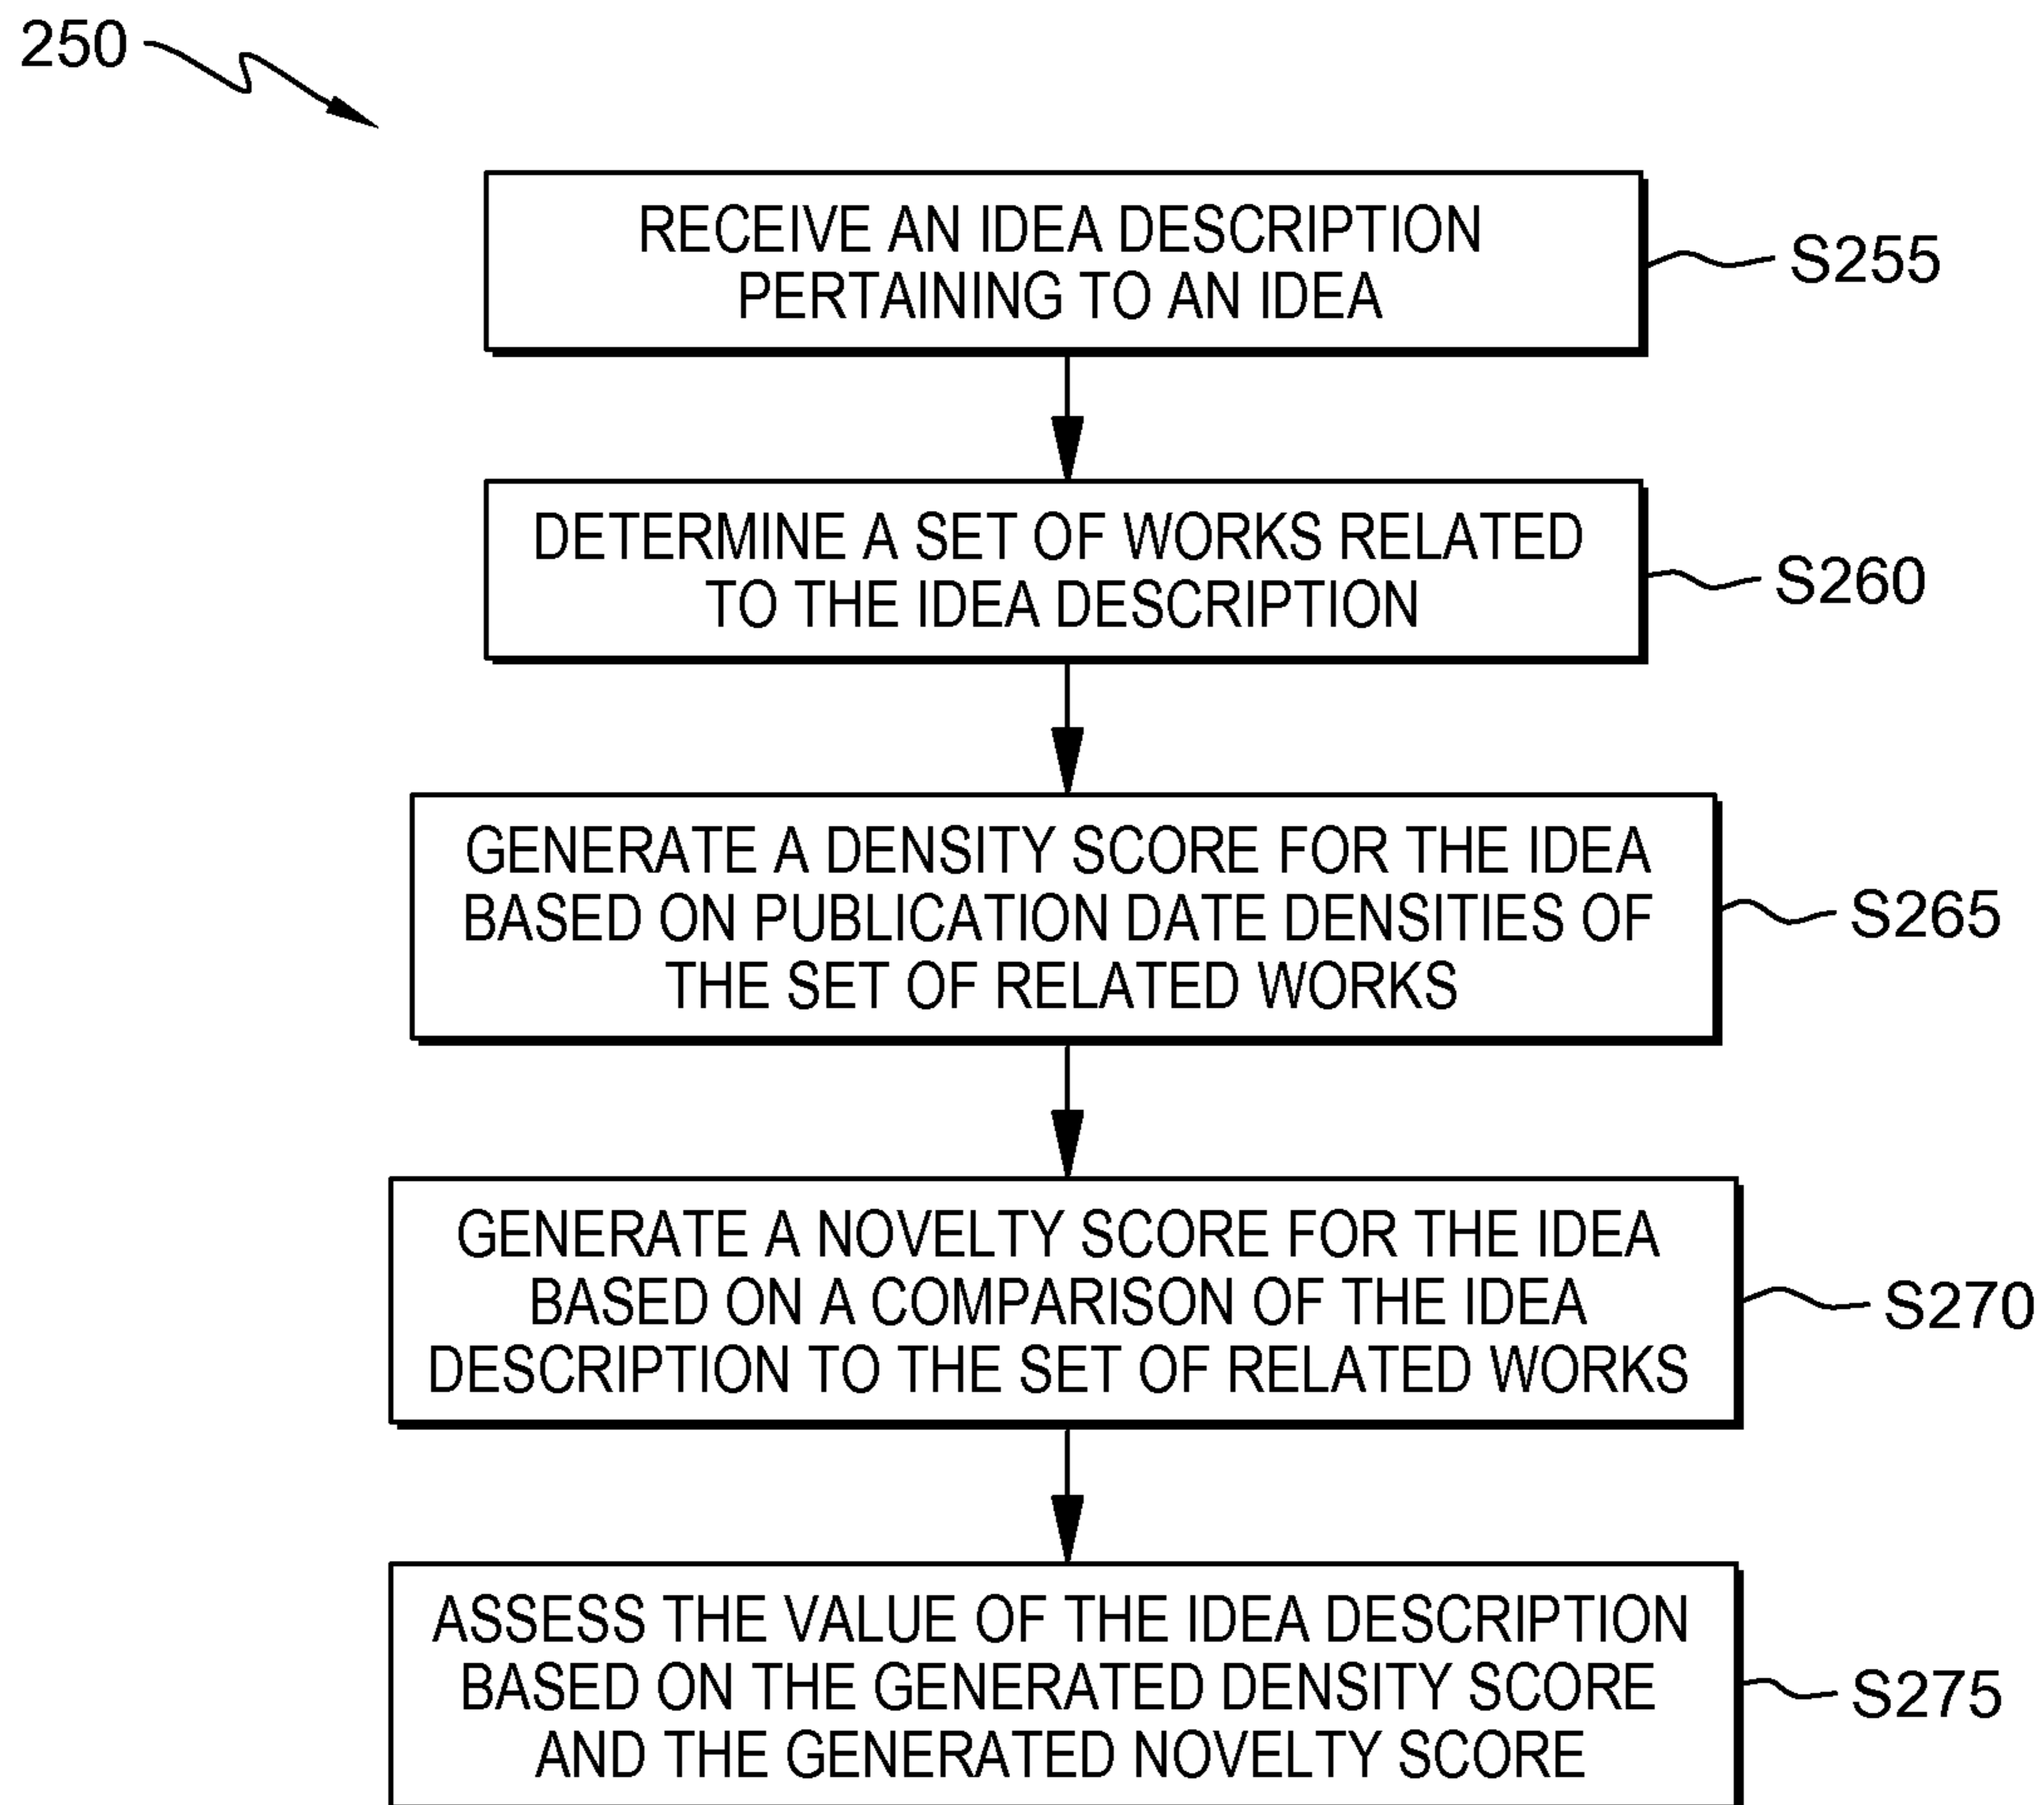 250
RECEIVE AN IDEA DESCRIPTION
PERTAINING TO AN IDEA
S255
DETERMINE A SET OF WORKS RELATED
TO THE IDEA DESCRIPTION
S260
GENERATE A DENSITY SCORE FOR THE IDEA
BASED ON PUBLICATION DATE DENSITIES OF
THE SET OF RELATED WORKS
S265
GENERATE A NOVELTY SCORE FOR THE IDEA
BASED ON A COMPARISON OF THE IDEA
DESCRIPTION TO THE SET OF RELATED WORKS
S270
ASSESS THE VALUE OF THE IDEA DESCRIPTION
BASED ON THE GENERATED DENSITY SCORE
AND THE GENERATED NOVELTY SCORE
S275